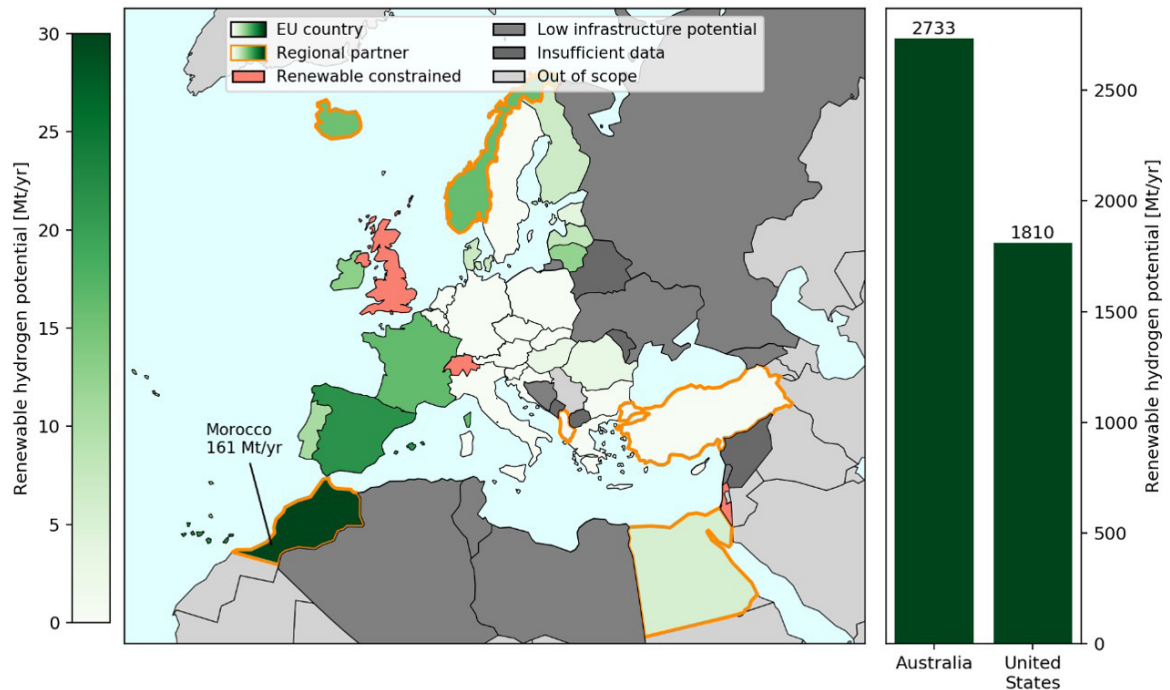 Renewable hydrogen potential [Mt/yr]
30
25
20
15
10
5
0
EU country
Regional partner
Renewable constrained
Low infrastructure potential
Insufficient data
Out of scope
Morocco
161 Mt/yr
2733
1810
Australia
United
States
2500
2000
1500
1000
500
0
Renewable hydrogen potential [Mt/yr]